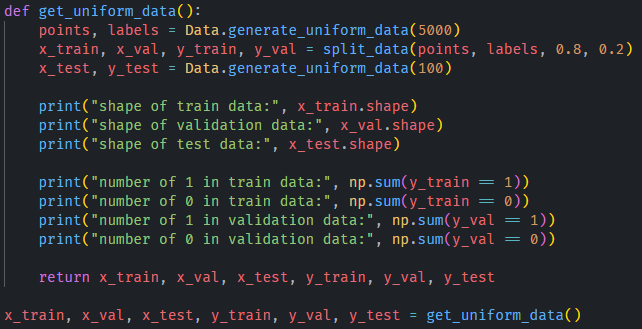 def get_uniform_data():
    points, labels = Data.generate_uniform_data(5000)
    x_train, x_val, y_train, y_val = split_data(points, labels, 0.8, 0.2)
    x_test, y_test = Data.generate_uniform_data(100)

    print("shape of train data:", x_train.shape)
    print("shape of validation data:", x_val.shape)
    print("shape of test data:", x_test.shape)

    print("number of 1 in train data:", np.sum(y_train == 1))
    print("number of 0 in train data:", np.sum(y_train == 0))
    print("number of 1 in validation data:", np.sum(y_val == 1))
    print("number of 0 in validation data:", np.sum(y_val == 0))

    return x_train, x_val, x_test, y_train, y_val, y_test

x_train, x_val, x_test, y_train, y_val, y_test = get_uniform_data()